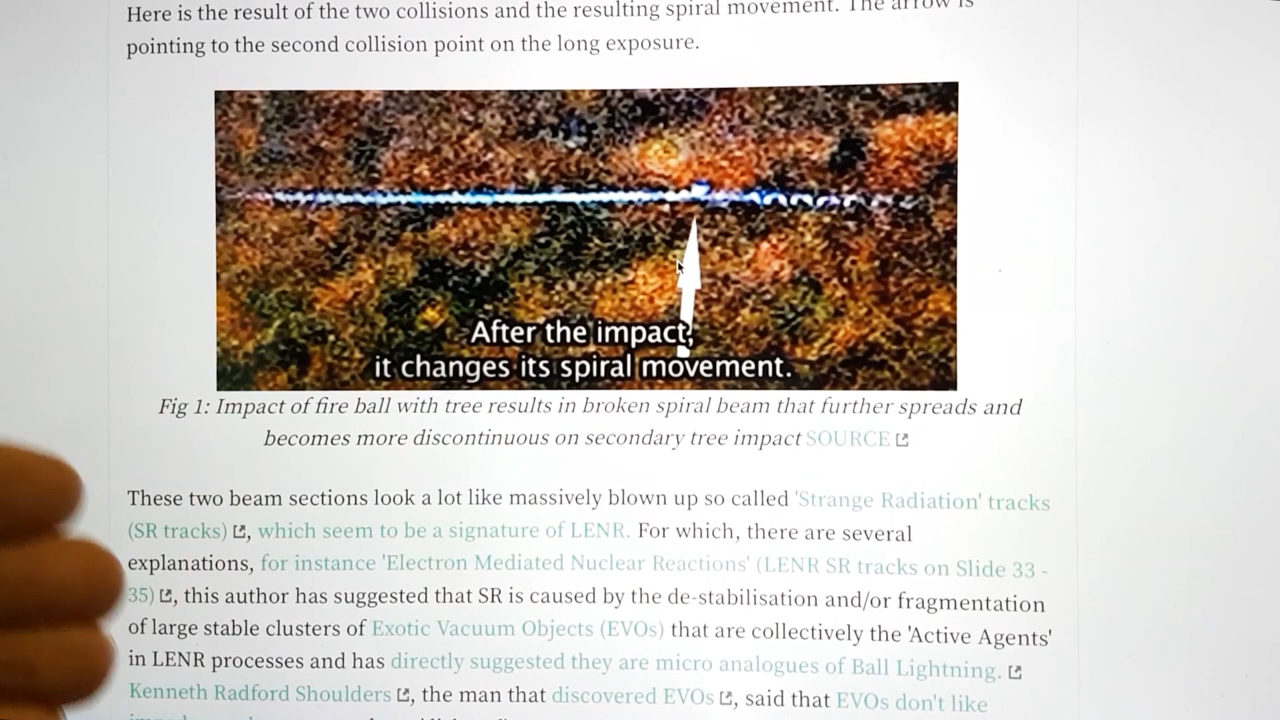 Here is the result of the two collisions and the resulting spiral movement. The arrow is
pointing to the second collision point on the long exposure.
After the impact,
it changes its spiral movement.
Fig 1: Impact of fire ball with tree results in broken spiral beam that further spreads and
becomes more discontinuous on secondary tree impact SOURCE
These two beam sections look a lot like massively blown up so called 'Strange Radiation' tracks
(SR tracks), which seem to be a signature of LENR. For which, there are several
explanations, for instance 'Electron Mediated Nuclear Reactions' (LENR SR tracks on Slide 33 -
35), this author has suggested that SR is caused by the de-stabilisation and/or fragmentation
of large stable clusters of Exotic Vacuum Objects (EVOs) that are collectively the 'Active Agents'
in LENR processes and has directly suggested they are micro analogues of Ball Lightning.
Kenneth Radford Shoulders, the man that discovered EVOs, said that EVOs don't like